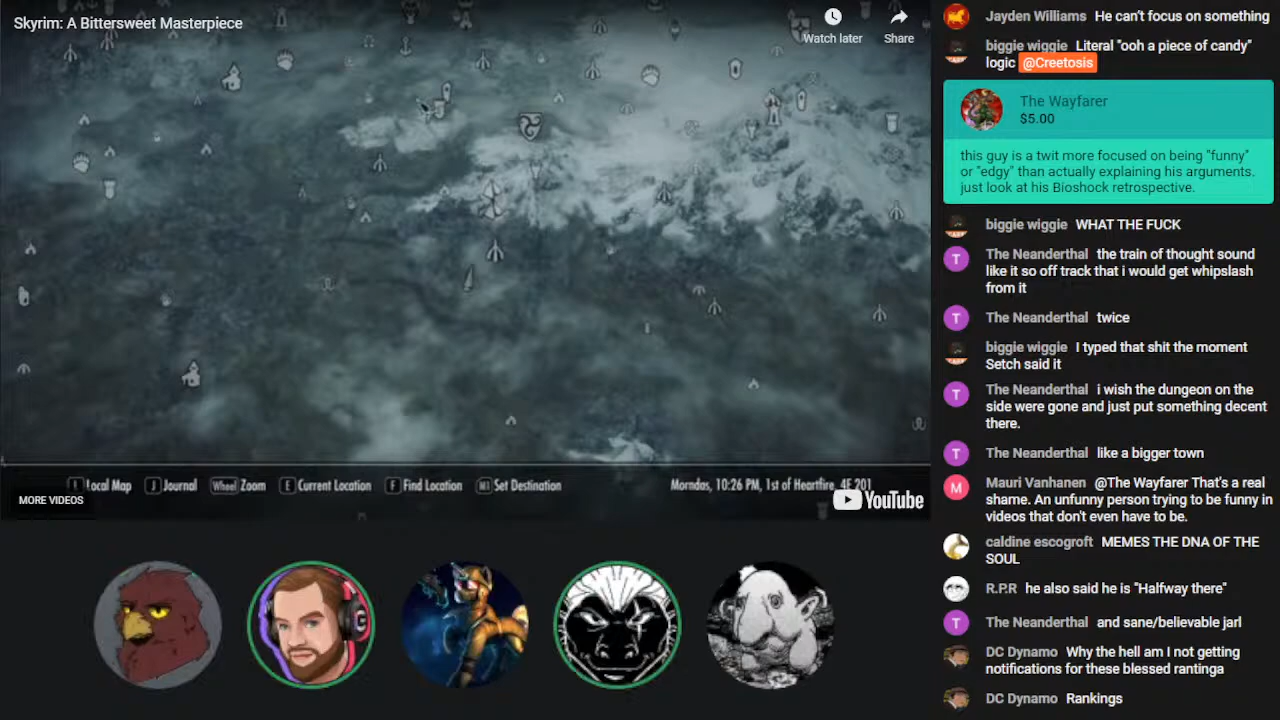 Skyrim: A Bittersweet Masterpiece
Watch later
Share
Local Map
J Journal
Wheel Zoom
E Current Location
F Find Location
M1 Set Destination
Morndas, 10:26 PM, 1st of Heartfire, 4E 201
MORE VIDEOS
YouTube
Jayden Williams He can't focus on something
biggie wiggie Literal "ooh a piece of candy"
logic @Creetosis
The Wayfarer
$5.00
this guy is a twit more focused on being "funny"
or "edgy" than actually explaining his arguments.
just look at his Bioshock retrospective.
biggie wiggie WHAT THE FUCK
T The Neanderthal the train of thought sound
like it so off track that i would get whipslash
from it
T The Neanderthal twice
biggie wiggie I typed that shit the moment
Setch said it
T The Neanderthal i wish the dungeon on the
side were gone and just put something decent
there.
T The Neanderthal like a bigger town
M Mauri Vanhanen @The Wayfarer That's a real
shame. An unfunny person trying to be funny in
videos that don't even have to be.
caldine escogroft MEMES THE DNA OF THE
SOUL
R.P.R he also said he is "Halfway there"
T The Neanderthal and sane/believable jarl
DC Dynamo Why the hell am I not getting
notifications for these blessed rantinga
DC Dynamo Rankings